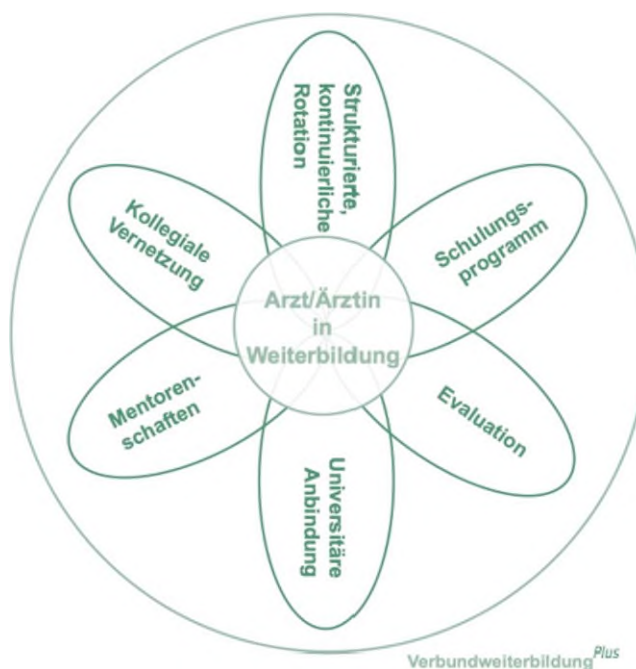 Strukturierte,
kontinuierliche
Rotation
Schulungs-
programm
Evaluation
Universitäre
Anbindung
Mentoren-
schaften
Kollegiale
Vernetzung
Arzt/Ärztin
in
Weiterbildung
Verbundweiterbildung Plus